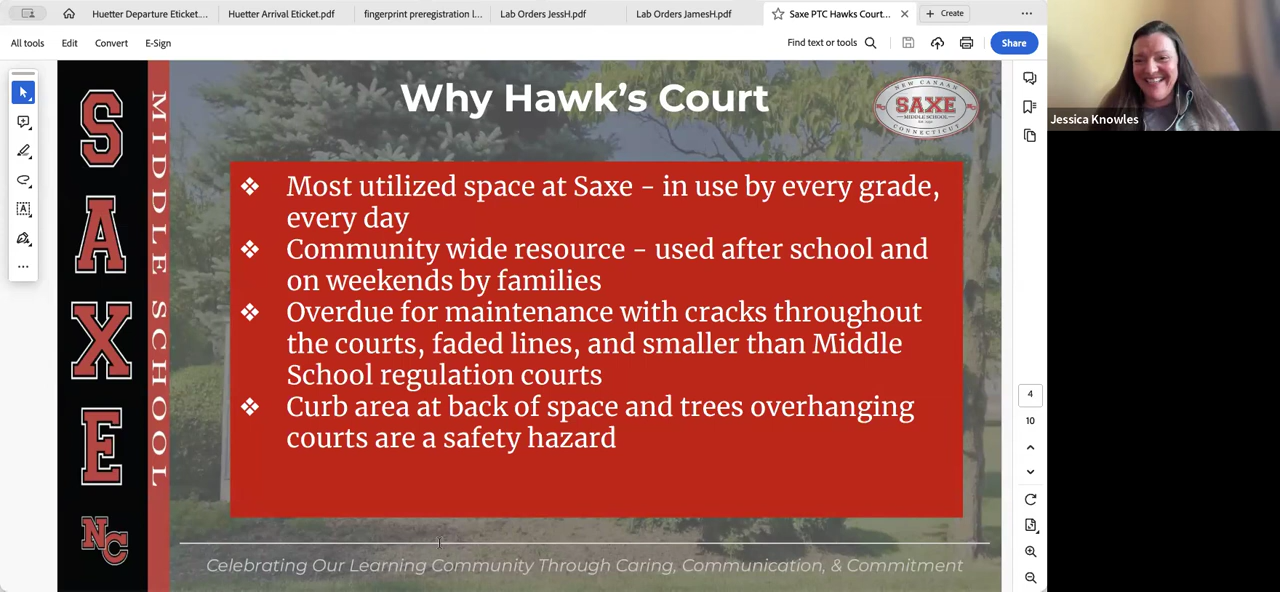 Huetter Departure Eticket....
Huetter Arrival Eticket.pdf
fingerprint preregistration l...
Lab Orders JessH.pdf
Lab Orders JamesH.pdf
Saxe PTC Hawks Court...
Create
All tools
Edit
Convert
E-Sign
Find text or tools
Share
SAXE
MIDDLE SCHOOL
NC
Why Hawk's Court
NEW CANAAN
SAXE
MIDDLE SCHOOL
CONNECTICUT
❖ Most utilized space at Saxe - in use by every grade,
every day
❖ Community wide resource - used after school and
on weekends by families
❖ Overdue for maintenance with cracks throughout
the courts, faded lines, and smaller than Middle
School regulation courts
❖ Curb area at back of space and trees overhanging
courts are a safety hazard
Celebrating Our Learning Community Through Caring, Communication, & Commitment
4
10
Jessica Knowles